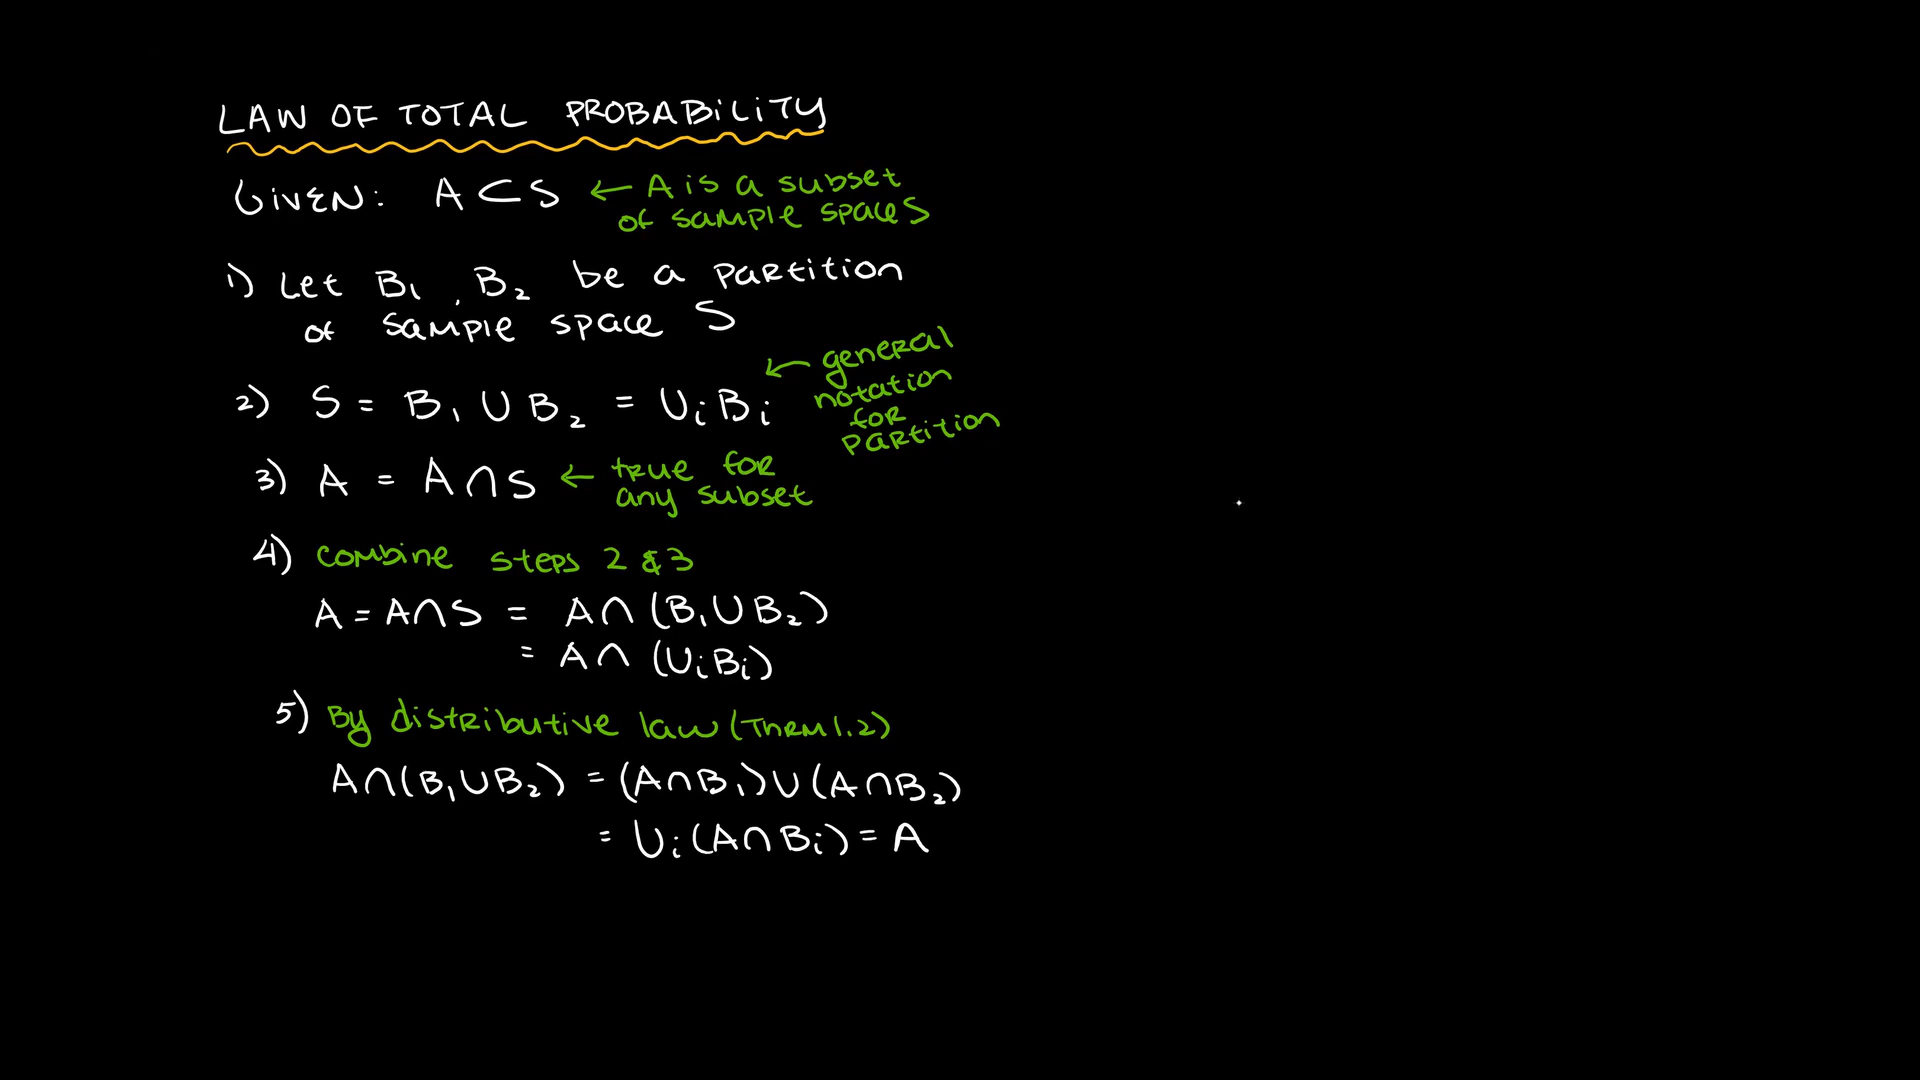 LAW OF TOTAL PROBABILITY
GIVEN: A ⊂ S ← A is a subset
of sample space S
1) Let B₁, B₂ be a partition
of sample space S
2) S = B₁ ∪ B₂ = ∪ᵢBᵢ ← general
notation
for
partition
3) A = A∩S ← true for
any subset
4) combine steps 2 & 3
A = A∩S = A∩(B₁∪B₂)
= A∩(∪ᵢBᵢ)
5) By distributive law (Thrm 1.2)
A∩(B₁∪B₂) = (A∩B₁)∪(A∩B₂)
= ∪ᵢ(A∩Bᵢ) = A